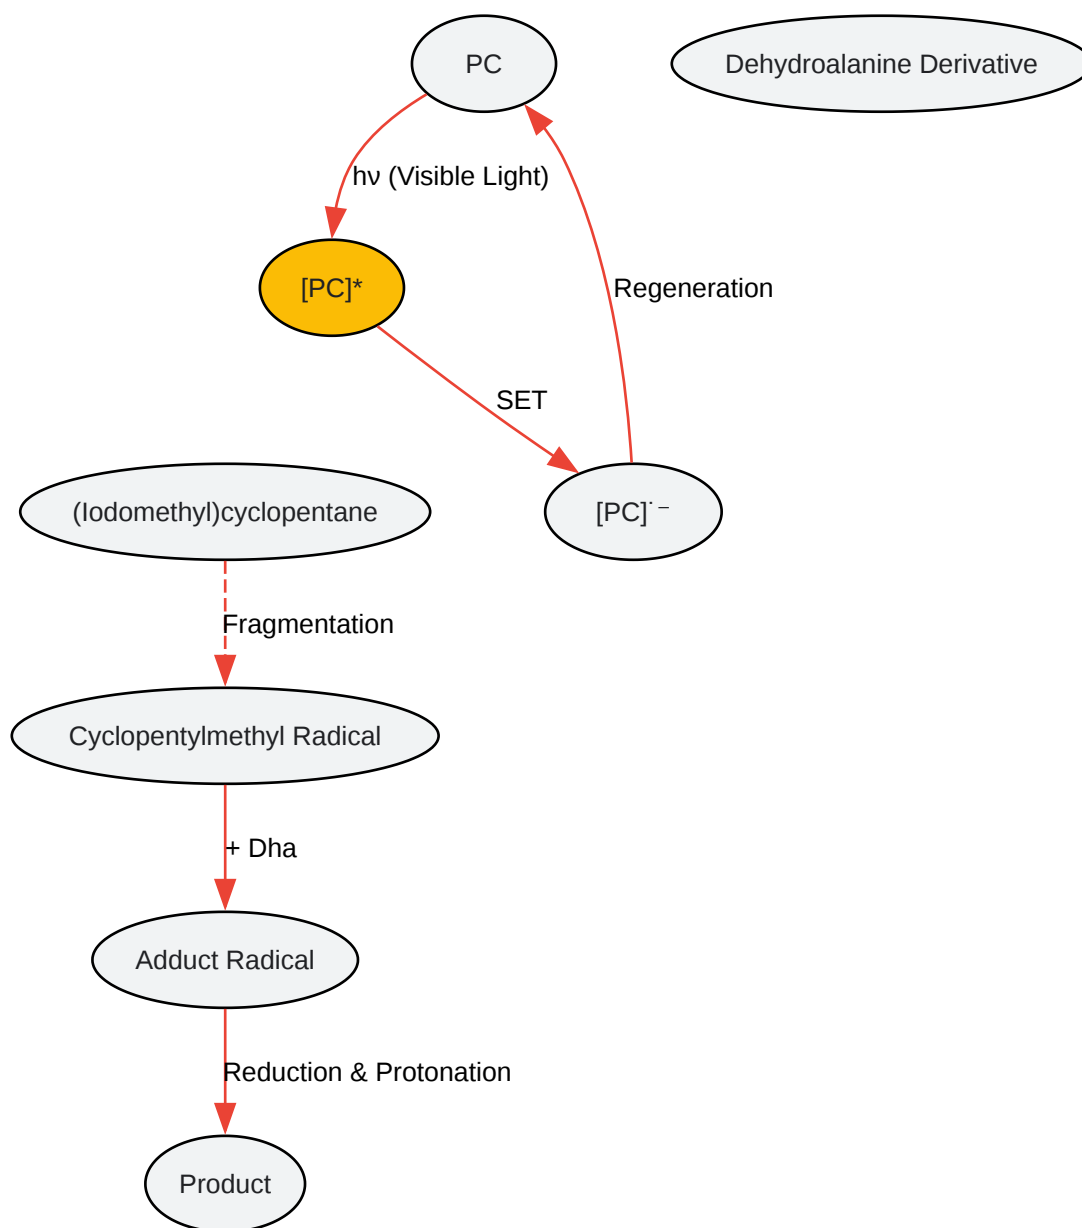 PC
Dehydroalanine Derivative
hν (Visible Light)
[PC]*
Regeneration
SET
(Iodomethyl)cyclopentane
[PC]˙⁻
Fragmentation
Cyclopentylmethyl Radical
+ Dha
Adduct Radical
Reduction & Protonation
Product